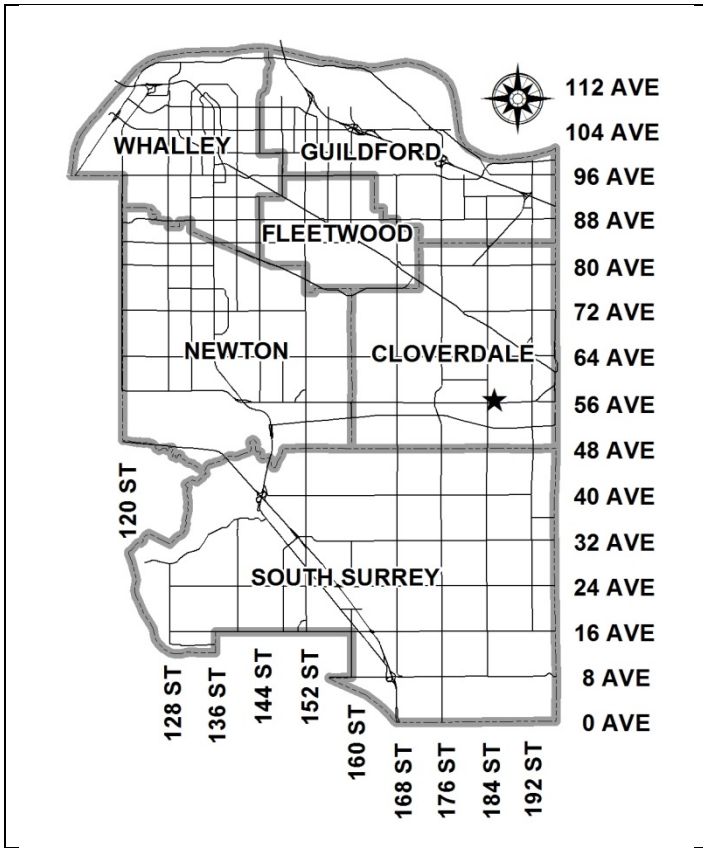 112 AVE
104 AVE
WHALLEY
GUILDFORD
96 AVE
88 AVE
FLEETWOOD
80 AVE
72 AVE
NEWTON
CLOVERDALE
64 AVE
56 AVE
48 AVE
120 ST
40 AVE
32 AVE
SOUTH SURREY
24 AVE
16 AVE
8 AVE
0 AVE
128 ST
136 ST
144 ST
152 ST
160 ST
168 ST
176 ST
184 ST
192 ST